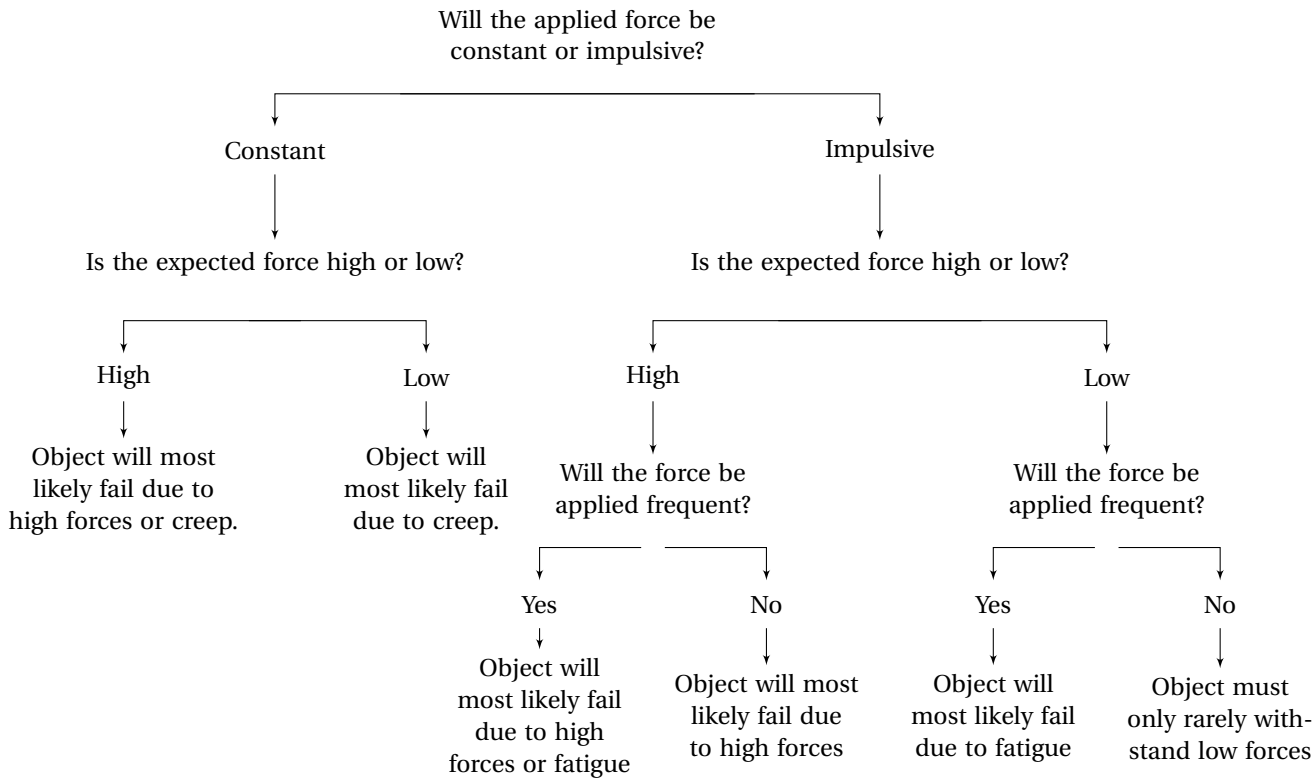 Will the applied force be
constant or impulsive?
Constant
Impulsive
Is the expected force high or low?
Is the expected force high or low?
High
Low
High
Low
Object will most
likely fail due to
high forces or creep.
Object will
most likely fail
due to creep.
Will the force be
applied frequent?
Will the force be
applied frequent?
Yes
No
Yes
No
Object will
most likely fail
due to high
forces or fatigue
Object will most
likely fail due
to high forces
Object will
most likely fail
due to fatigue
Object must
only rarely with-
stand low forces